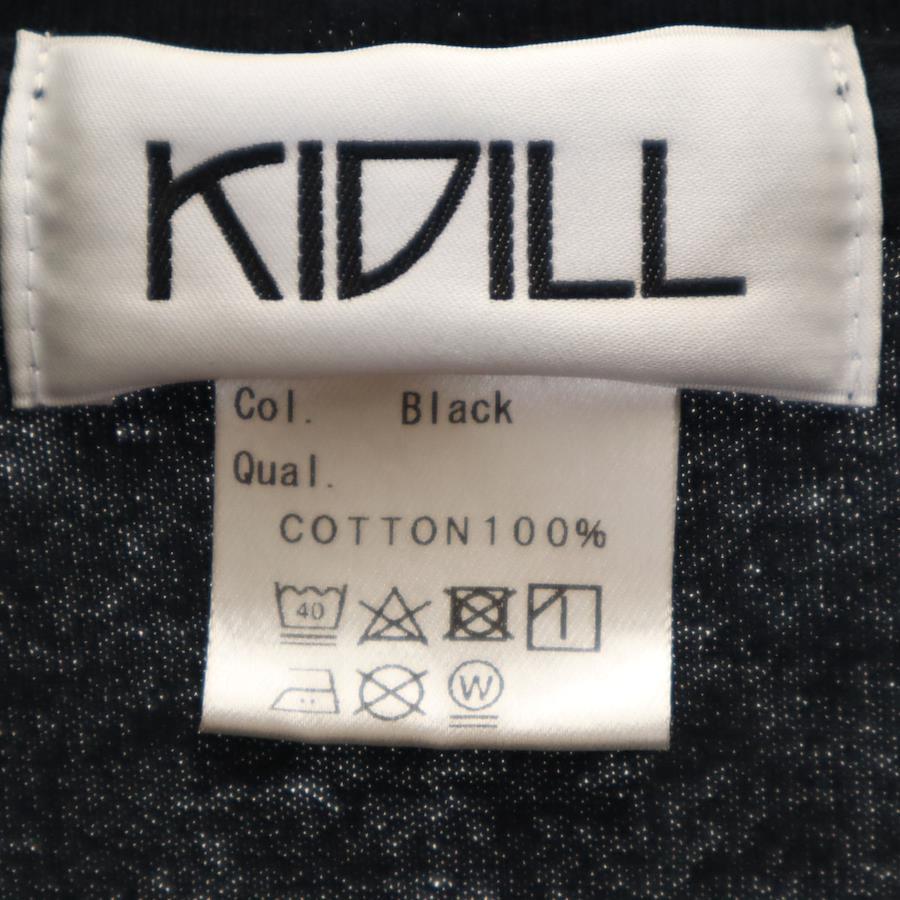 KIDILL
Col. Black
Qual.
COTTON100%
40
W